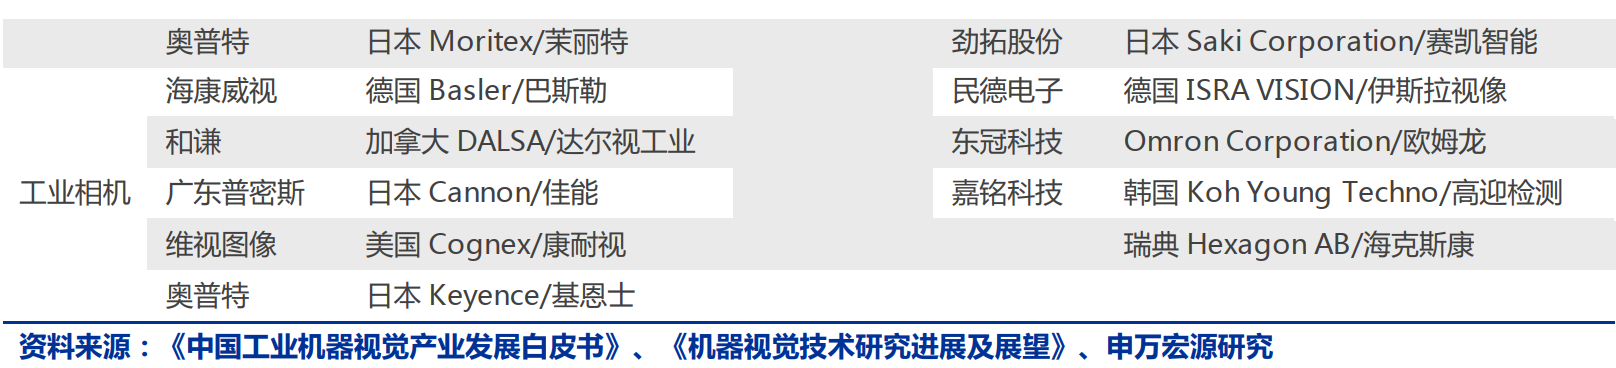 奥普特 日本 Moritex/茉丽特 劲拓股份 日本 Saki Corporation/赛凯智能
海康威视 德国 Basler/巴斯勒 民德电子 德国 ISRA VISION/伊斯拉视像
和谦 加拿大 DALSA/达尔视工业 东冠科技 Omron Corporation/欧姆龙
工业相机 广东普密斯 日本 Cannon/佳能 嘉铭科技 韩国 Koh Young Techno/高迎检测
维视图像 美国 Cognex/康耐视 瑞典 Hexagon AB/海克斯康
奥普特 日本 Keyence/基恩士
资料来源：《中国工业机器视觉产业发展白皮书》、《机器视觉技术研究进展及展望》、申万宏源研究